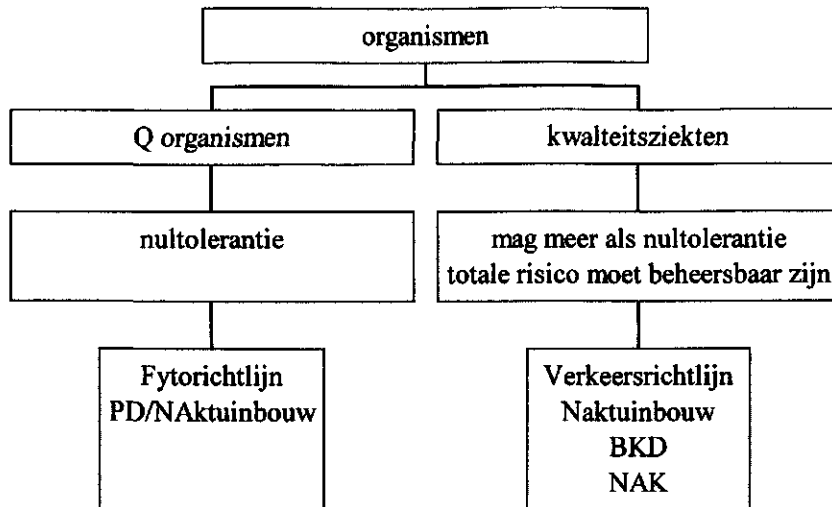 organismen
Q organismen
kwalteitsziekten
nultolerantie
mag meer als nultolerantie
totale risico moet beheersbaar zijn
Fytorichtlijn
PD/NAktuinbouw
Verkeersrichtlijn
Naktuinbouw
BKD
NAK